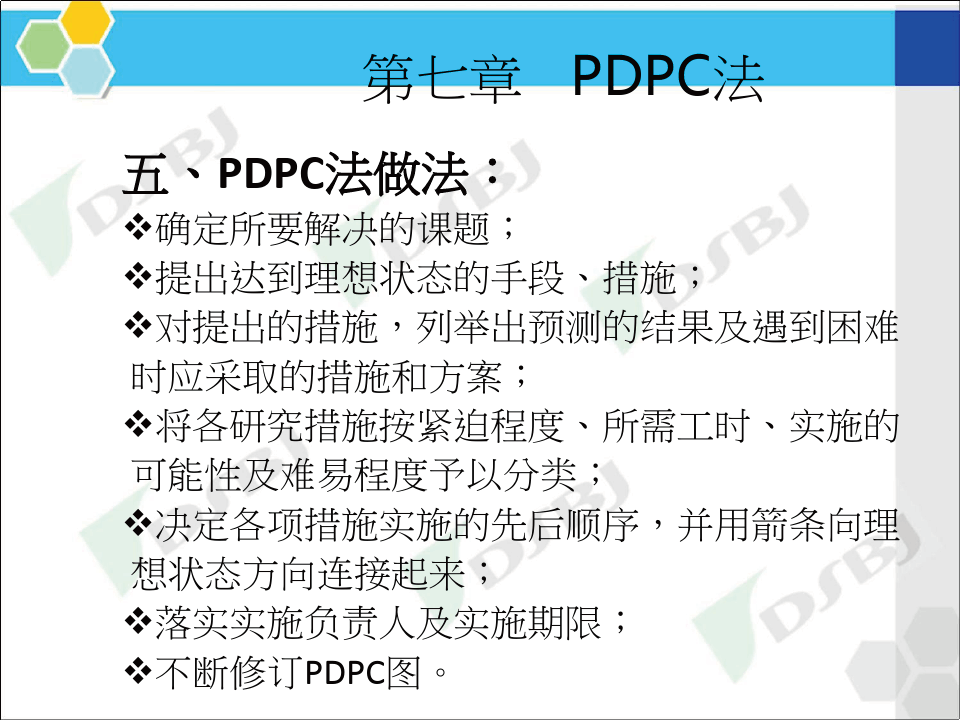 第七章 PDPC法
五、PDPC法做法：
❖确定所要解决的课题；
❖提出达到理想状态的手段、措施；
❖对提出的措施，列举出预测的结果及遇到困难
时应采取的措施和方案；
❖将各研究措施按紧迫程度、所需工时、实施的
可能性及难易程度予以分类；
❖决定各项措施实施的先后顺序，并用箭条向理
想状态方向连接起来；
❖落实实施负责人及实施期限；
❖不断修订PDPC图。
DSBJ
DSBJ
DSBJ
DSBJ
DSBJ
DSBJ